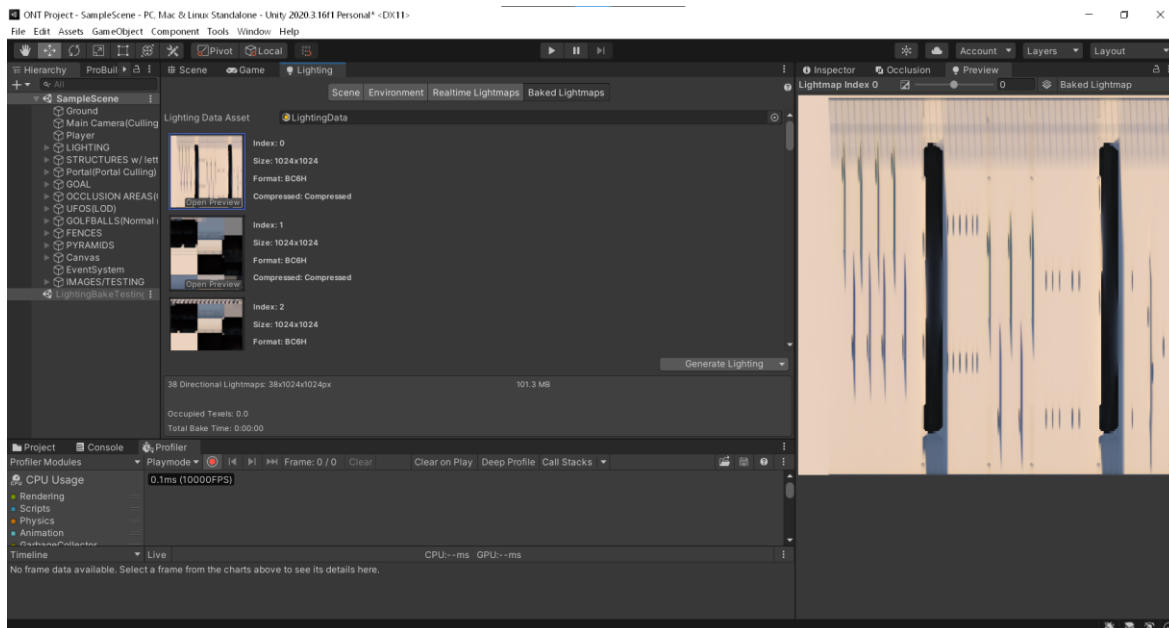 ONT Project - SampleScene - PC, Mac & Linux Standalone - Unity 2020.3.16f1 Personal* <DX11>
File Edit Assets GameObject Component Tools Window Help
Pivot Local Account Layers Layout
Hierarchy ProBuil
All
SampleScene
Ground
Main Camera(Culling
Player
LIGHTING
STRUCTURES w/ lett
Portal(Portal Culling)
GOAL
OCCLUSION AREAS(
UFOS(LOD)
GOLFBALLS(Normal
FENCES
PYRAMIDS
Canvas
EventSystem
IMAGES/TESTING
LightingBakeTesting
Scene Game Lighting
Scene Environment Realtime Lightmaps Baked Lightmaps
Lighting Data Asset LightingData
Index: 0
Size: 1024x1024
Format: BC6H
Compressed: Compressed
Open Preview
Index: 1
Size: 1024x1024
Format: BC6H
Compressed: Compressed
Open Preview
Index: 2
Size: 1024x1024
Format: BC6H
Generate Lighting
38 Directional Lightmaps: 38x1024x1024px 101.3 MB
Occupied Texels: 0.0
Total Bake Time: 0:00:00
Inspector Occlusion Preview
Lightmap Index 0 0 Baked Lightmap
Project Console Profiler
Profiler Modules Playmode Frame: 0 / 0 Clear Clear on Play Deep Profile Call Stacks
CPU Usage 0.1ms (10000FPS)
Rendering
Scripts
Physics
Animation
GarbageCollector
Timeline Live CPU:--ms GPU:--ms
No frame data available. Select a frame from the charts above to see its details here.